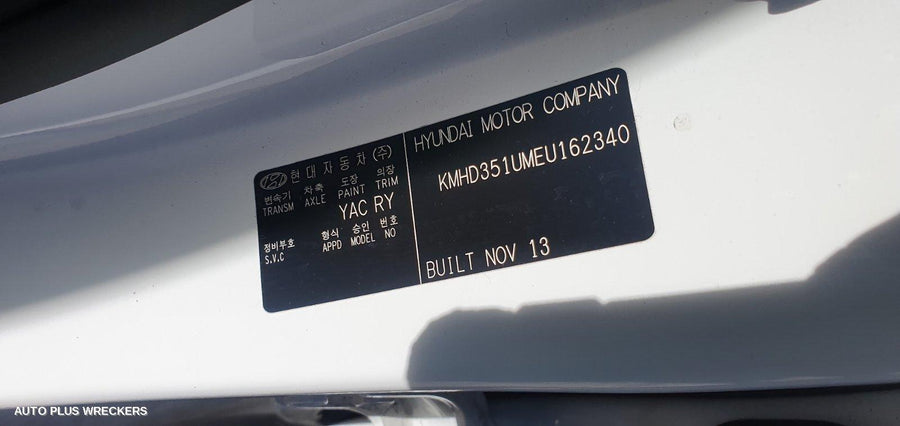 현대자동차(주)
변속기 차축 도장 의장
TRANSM AXLE PAINT TRIM
YAC RY
정비부호 형식 승인 번호
S.V.C APPD MODEL NO
HYUNDAI MOTOR COMPANY
KMHD351UMEU162340
BUILT NOV 13
AUTO PLUS WRECKERS